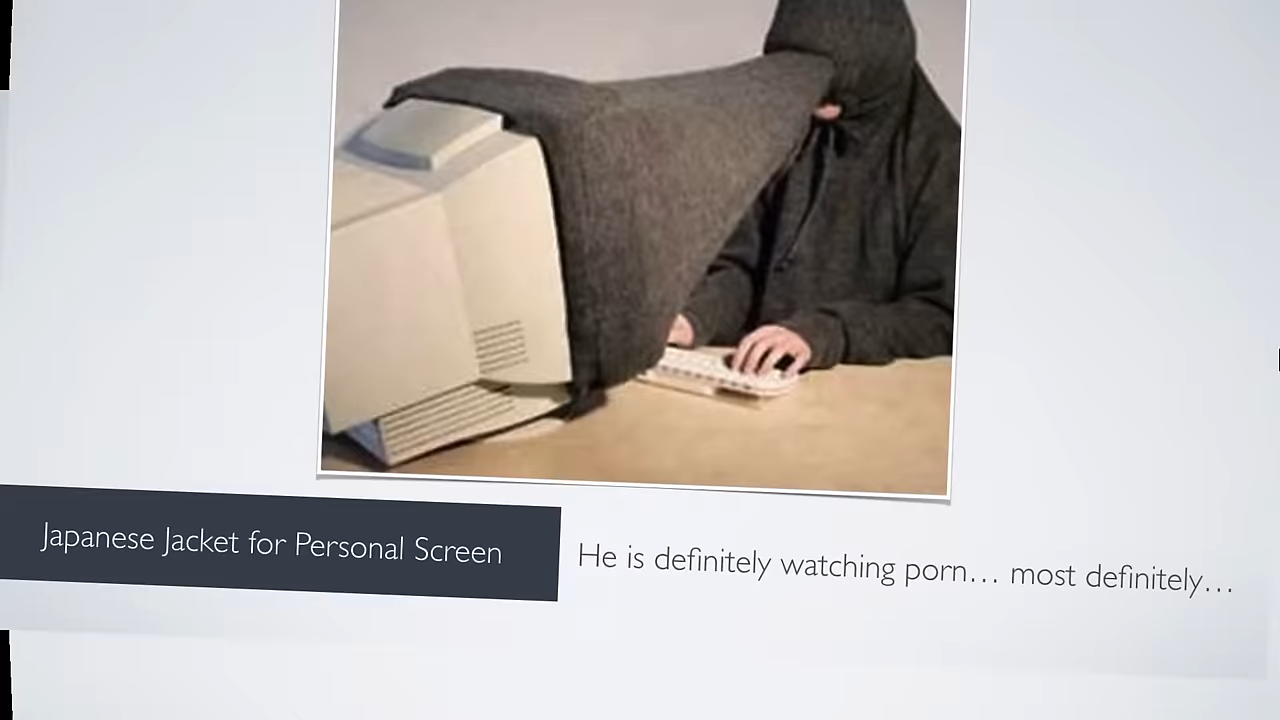 Japanese Jacket for Personal Screen
He is definitely watching porn... most definitely...